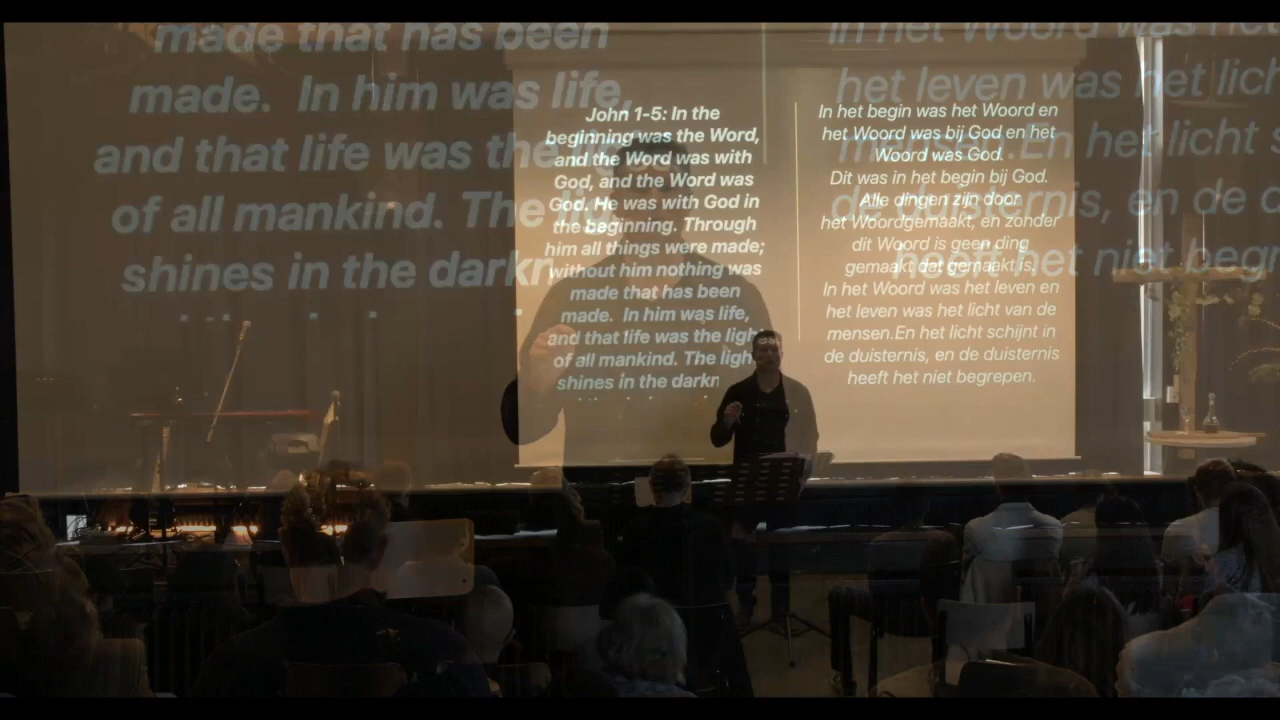 John 1-5: In the
beginning was the Word,
and the Word was with
God, and the Word was
God. He was with God in
the beginning. Through
him all things were made;
without him nothing was
made that has been
made. In him was life,
and that life was the light
of all mankind. The light
shines in the darkn
In het begin was het Woord en
het Woord was bij God en het
Woord was God.
Dit was in het begin bij God.
Alle dingen zijn door
het Woordgemaakt, en zonder
dit Woord is geen ding
gemaakt dat gemaakt is.
In het Woord was het leven en
het leven was het licht van de
mensen.En het licht schijnt in
de duisternis, en de duisternis
heeft het niet begrepen.
made that has been
made. In him was life,
and that life was the lig
of all mankind. The lig
shines in the darkn
In het Woord was het
het leven was het lich
mensen.En het licht s
de duisternis, en de d
heeft het niet begr